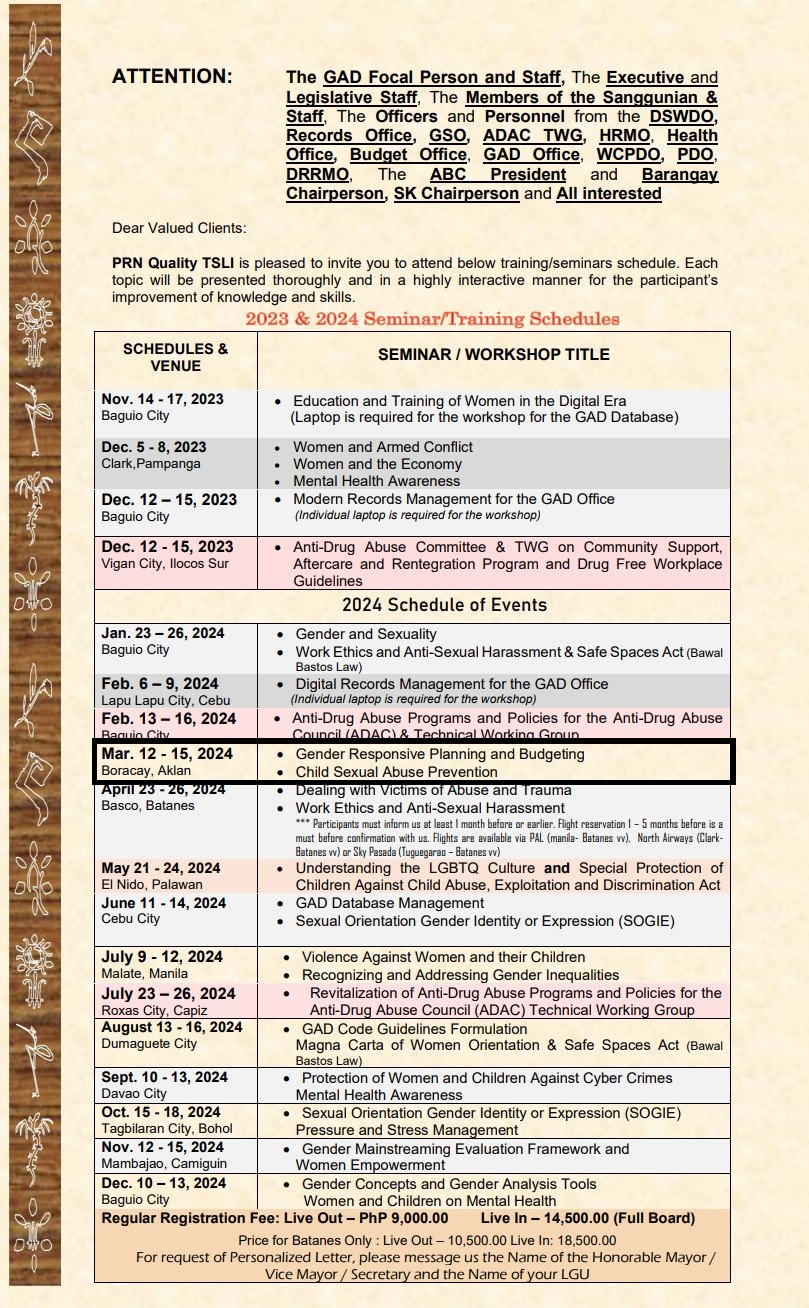 ATTENTION:
The GAD Focal Person and Staff, The Executive and
Legislative Staff, The Members of the Sanggunian &
Staff, The Officers and Personnel from the DSWDO,
Records Office, GSO, ADAC TWG, HRMO, Health
Office, Budget Office, GAD Office, WCPDO, PDO,
DRRMO, The ABC President and Barangay
Chairperson, SK Chairperson and All interested
Dear Valued Clients:
PRN Quality TSLI is pleased to invite you to attend below training/seminars schedule. Each
topic will be presented thoroughly and in a highly interactive manner for the participant's
improvement of knowledge and skills.
2023 & 2024 Seminar/Training Schedules
SCHEDULES &
VENUE
SEMINAR / WORKSHOP TITLE
Nov. 14 - 17, 2023
Baguio City
• Education and Training of Women in the Digital Era
(Laptop is required for the workshop for the GAD Database)
Dec. 5 - 8, 2023
Clark,Pampanga
• Women and Armed Conflict
• Women and the Economy
• Mental Health Awareness
Dec. 12 – 15, 2023
Baguio City
• Modern Records Management for the GAD Office
(Individual laptop is required for the workshop)
Dec. 12 - 15, 2023
Vigan City, Ilocos Sur
• Anti-Drug Abuse Committee & TWG on Community Support,
Aftercare and Rentegration Program and Drug Free Workplace
Guidelines
2024 Schedule of Events
Jan. 23 – 26, 2024
Baguio City
• Gender and Sexuality
• Work Ethics and Anti-Sexual Harassment & Safe Spaces Act (Bawal
Bastos Law)
Feb. 6 – 9, 2024
Lapu Lapu City, Cebu
• Digital Records Management for the GAD Office
(Individual laptop is required for the workshop)
Feb. 13 – 16, 2024
Baguio City
• Anti-Drug Abuse Programs and Policies for the Anti-Drug Abuse
Council (ADAC) & Technical Working Group
Mar. 12 - 15, 2024
Boracay, Aklan
• Gender Responsive Planning and Budgeting
• Child Sexual Abuse Prevention
April 23 - 26, 2024
Basco, Batanes
• Dealing with Victims of Abuse and Trauma
• Work Ethics and Anti-Sexual Harassment
*** Participants must inform us at least 1 month before or earlier. Flight reservation 1 – 5 months before is a
must before confirmation with us. Flights are available via PAL (manila- Batanes vv), North Airways (Clark-
Batanes vv) or Sky Pasada (Tuguegarao – Batanes vv)
May 21 - 24, 2024
El Nido, Palawan
• Understanding the LGBTQ Culture and Special Protection of
Children Against Child Abuse, Exploitation and Discrimination Act
June 11 - 14, 2024
Cebu City
• GAD Database Management
• Sexual Orientation Gender Identity or Expression (SOGIE)
July 9 - 12, 2024
Malate, Manila
• Violence Against Women and their Children
• Recognizing and Addressing Gender Inequalities
July 23 – 26, 2024
Roxas City, Capiz
• Revitalization of Anti-Drug Abuse Programs and Policies for the
Anti-Drug Abuse Council (ADAC) Technical Working Group
August 13 - 16, 2024
Dumaguete City
• GAD Code Guidelines Formulation
Magna Carta of Women Orientation & Safe Spaces Act (Bawal
Bastos Law)
Sept. 10 - 13, 2024
Davao City
• Protection of Women and Children Against Cyber Crimes
Mental Health Awareness
Oct. 15 - 18, 2024
Tagbilaran City, Bohol
• Sexual Orientation Gender Identity or Expression (SOGIE)
Pressure and Stress Management
Nov. 12 - 15, 2024
Mambajao, Camiguin
• Gender Mainstreaming Evaluation Framework and
Women Empowerment
Dec. 10 – 13, 2024
Baguio City
• Gender Concepts and Gender Analysis Tools
Women and Children on Mental Health
Regular Registration Fee: Live Out – PhP 9,000.00 Live In – 14,500.00 (Full Board)
Price for Batanes Only : Live Out – 10,500.00 Live In: 18,500.00
For request of Personalized Letter, please message us the Name of the Honorable Mayor /
Vice Mayor / Secretary and the Name of your LGU